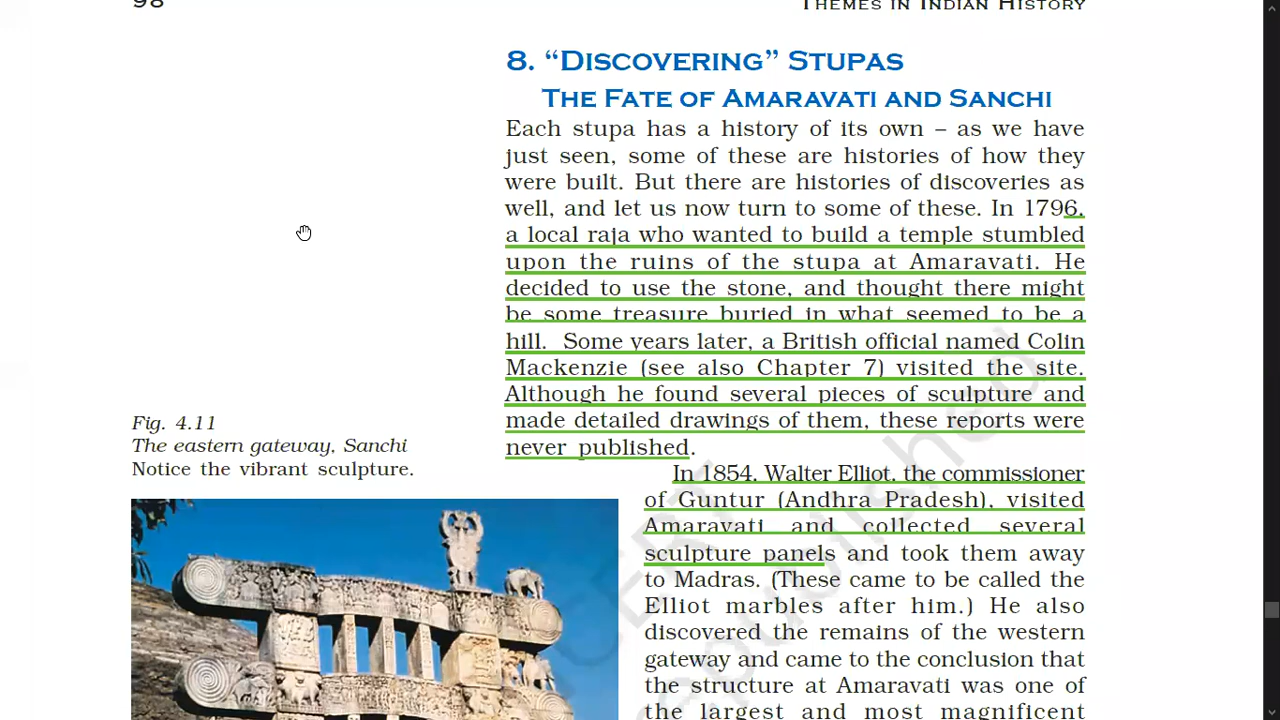 98
THEMES IN INDIAN HISTORY
8. “DISCOVERING” STUPAS
THE FATE OF AMARAVATI AND SANCHI
Each stupa has a history of its own – as we have
just seen, some of these are histories of how they
were built. But there are histories of discoveries as
well, and let us now turn to some of these. In 1796,
a local raja who wanted to build a temple stumbled
upon the ruins of the stupa at Amaravati. He
decided to use the stone, and thought there might
be some treasure buried in what seemed to be a
hill. Some years later, a British official named Colin
Mackenzie (see also Chapter 7) visited the site.
Although he found several pieces of sculpture and
made detailed drawings of them, these reports were
never published.
In 1854, Walter Elliot, the commissioner
of Guntur (Andhra Pradesh), visited
Amaravati and collected several
sculpture panels and took them away
to Madras. (These came to be called the
Elliot marbles after him.) He also
discovered the remains of the western
gateway and came to the conclusion that
the structure at Amaravati was one of
the largest and most magnificent
Fig. 4.11
The eastern gateway, Sanchi
Notice the vibrant sculpture.